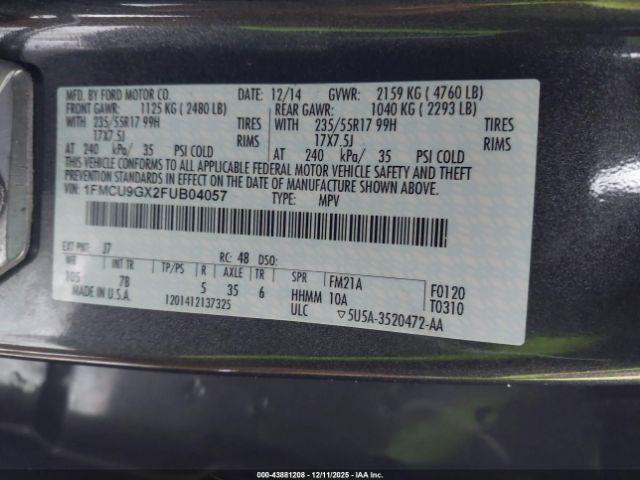 MFD. BY FORD MOTOR CO. DATE: 12/14 GVWR: 2159 KG ( 4760 LB)
FRONT GAWR: 1125 KG ( 2480 LB) REAR GAWR: 1040 KG ( 2293 LB)
WITH 235/55R17 99H TIRES WITH 235/55R17 99H TIRES
17X7.5J RIMS 17X7.5J RIMS
AT 240 kPa/ 35 PSI COLD AT 240 kPa/ 35 PSI COLD
THIS VEHICLE CONFORMS TO ALL APPLICABLE FEDERAL MOTOR VEHICLE SAFETY AND THEFT
PREVENTION STANDARDS IN EFFECT ON THE DATE OF MANUFACTURE SHOWN ABOVE.
VIN: 1FMCU9GX2FUB04057 TYPE: MPV
EXT PNT: J7 RC: 48 DSO:
WB INT TR TP/PS R AXLE TR SPR FM21A F0120
105 7B 5 35 6 HHMM 10A T0310
MADE IN U.S.A. 1201412137325 ULC ▽5U5A-3520472-AA
000-43881208 - 12/11/2025 - IAA Inc.